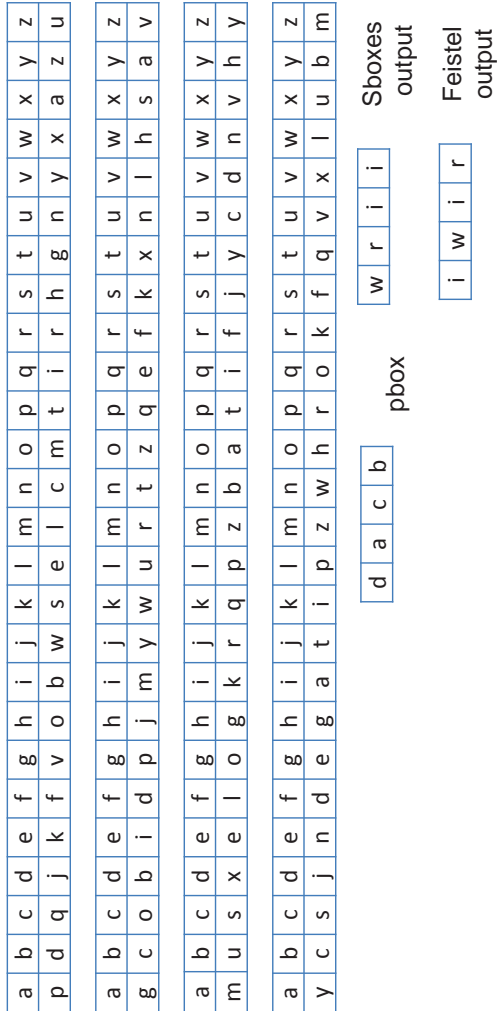 a b c d e f g h i j k l m n o p q r s t u v w x y z
p d q j k f v o b w s e l c m t i r h g n y x a z u
a b c d e f g h i j k l m n o p q r s t u v w x y z
g c o b i d p j m y w u r t z q e f k x n l h s a v
a b c d e f g h i j k l m n o p q r s t u v w x y z
m u s x e l o g k r q p z b a t i f j y c d n v h y
a b c d e f g h i j k l m n o p q r s t u v w x y z
y c s j n d e g a t i p z w h r o k f q v x l u b m
d a c b
pbox
w r i i
Sboxes
output
i w i r
Feistel
output